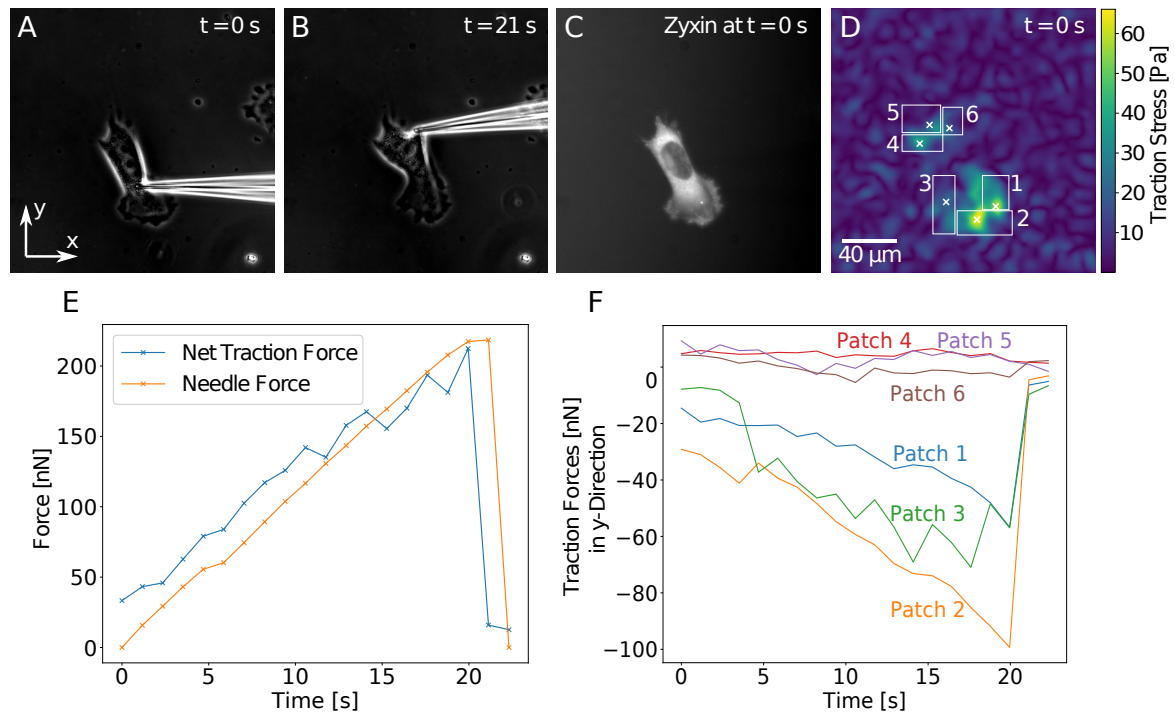 A
t = 0 s
B
t = 21 s
C
Zyxin at t = 0 s
D
t = 0 s
y
x
5
6
4
3
1
2
40 μm
60
50
40
30
20
10
Traction Stress [Pa]
E
Net Traction Force
Needle Force
200
150
100
50
0
Force [nN]
0
5
10
15
20
Time [s]
F
Patch 4
Patch 5
Patch 6
Patch 1
Patch 3
Patch 2
0
−20
−40
−60
−80
−100
Traction Forces [nN]
in y-Direction
0
5
10
15
20
Time [s]